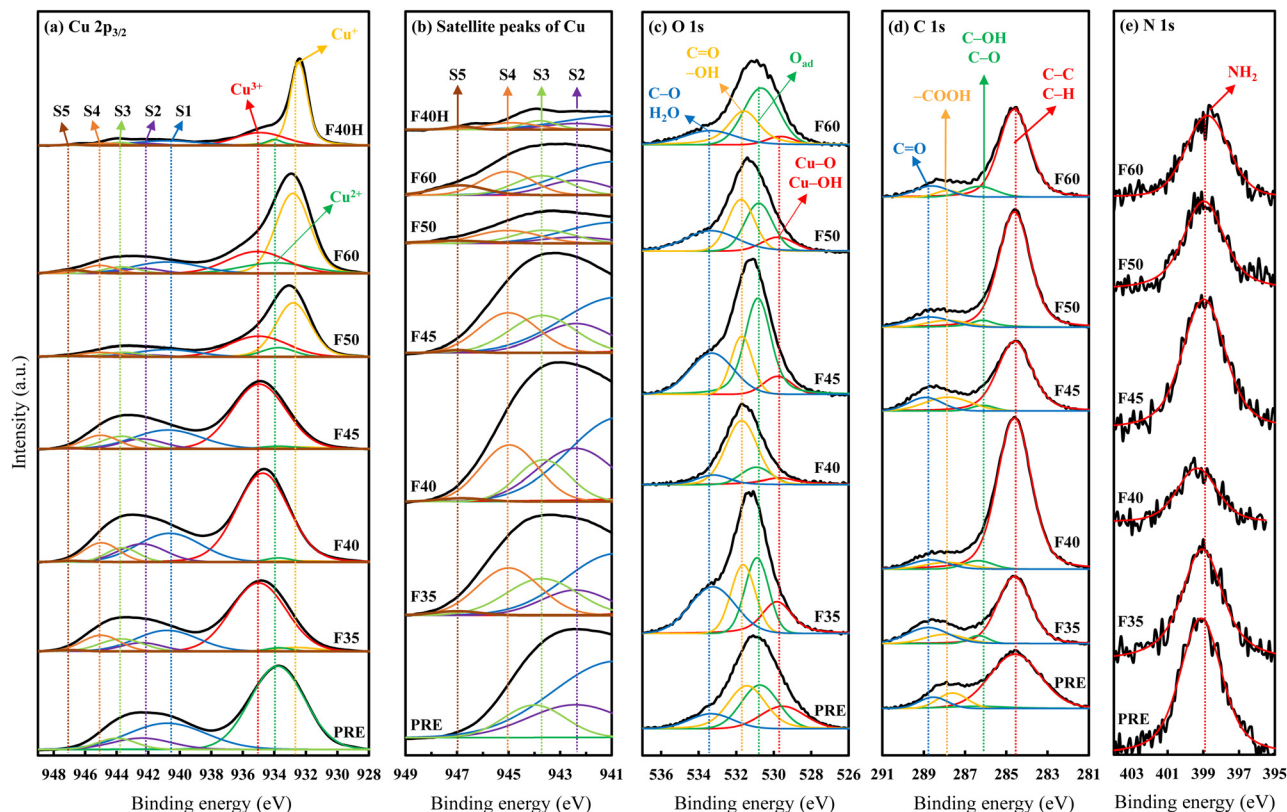 (a) Cu 2p3/2
Cu+
Cu3+
S5 S4 S3 S2 S1
F40H
Cu2+
F60
F50
F45
F40
F35
PRE
948 946 944 942 940 938 936 934 932 930 928
Binding energy (eV)
Intensity (a.u.)
(b) Satellite peaks of Cu
S5 S4 S3 S2
F40H
F60
F50
F45
F40
F35
PRE
949 947 945 943 941
Binding energy (eV)
(c) O 1s
C=O
–OH
Oad
C–O
H2O
F60
Cu–O
Cu–OH
F50
F45
F40
F35
PRE
536 534 532 530 528 526
Binding energy (eV)
(d) C 1s
C–OH
C–O
C–C
C–H
–COOH
C=O
F60
F50
F45
F40
F35
PRE
291 289 287 285 283 281
Binding energy (eV)
(e) N 1s
NH2
F60
F50
F45
F40
F35
PRE
403 401 399 397 395
Binding energy (eV)